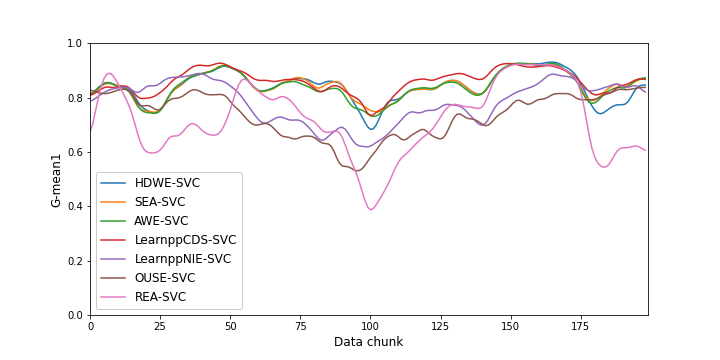 1.0
0.8
0.6
0.4
0.2
0.0
G-mean1
HDWE-SVC
SEA-SVC
AWE-SVC
LearnppCDS-SVC
LearnppNIE-SVC
OUSE-SVC
REA-SVC
0 25 50 75 100 125 150 175
Data chunk